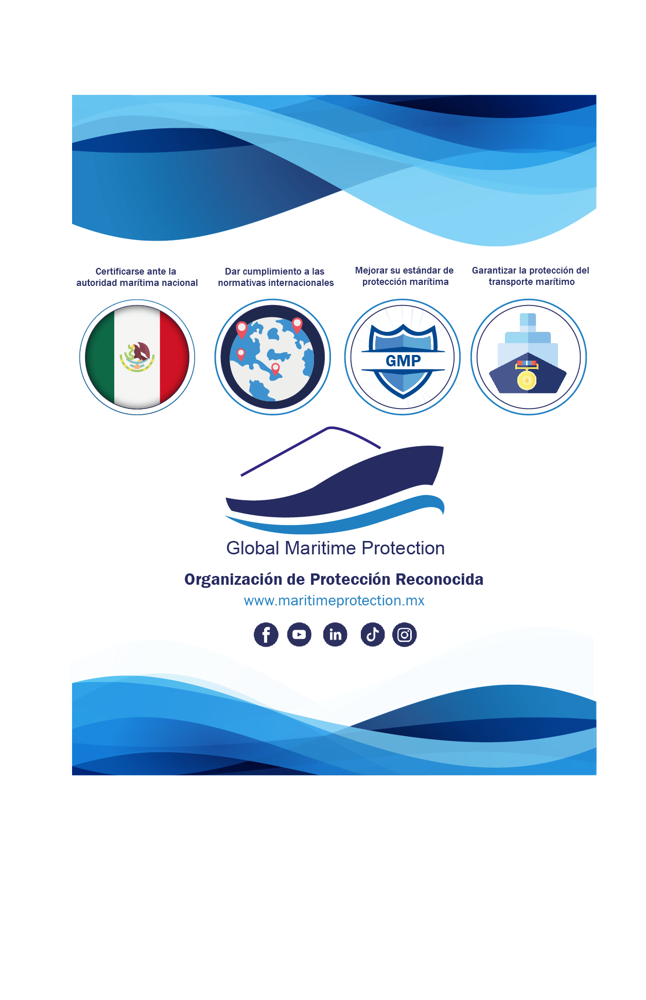 Certificarse ante la
autoridad marítima nacional
Dar cumplimiento a las
normativas internacionales
Mejorar su estándar de
protección marítima
Garantizar la protección del
transporte marítimo
GMP
Global Maritime Protection
Organización de Protección Reconocida
www.maritimeprotection.mx